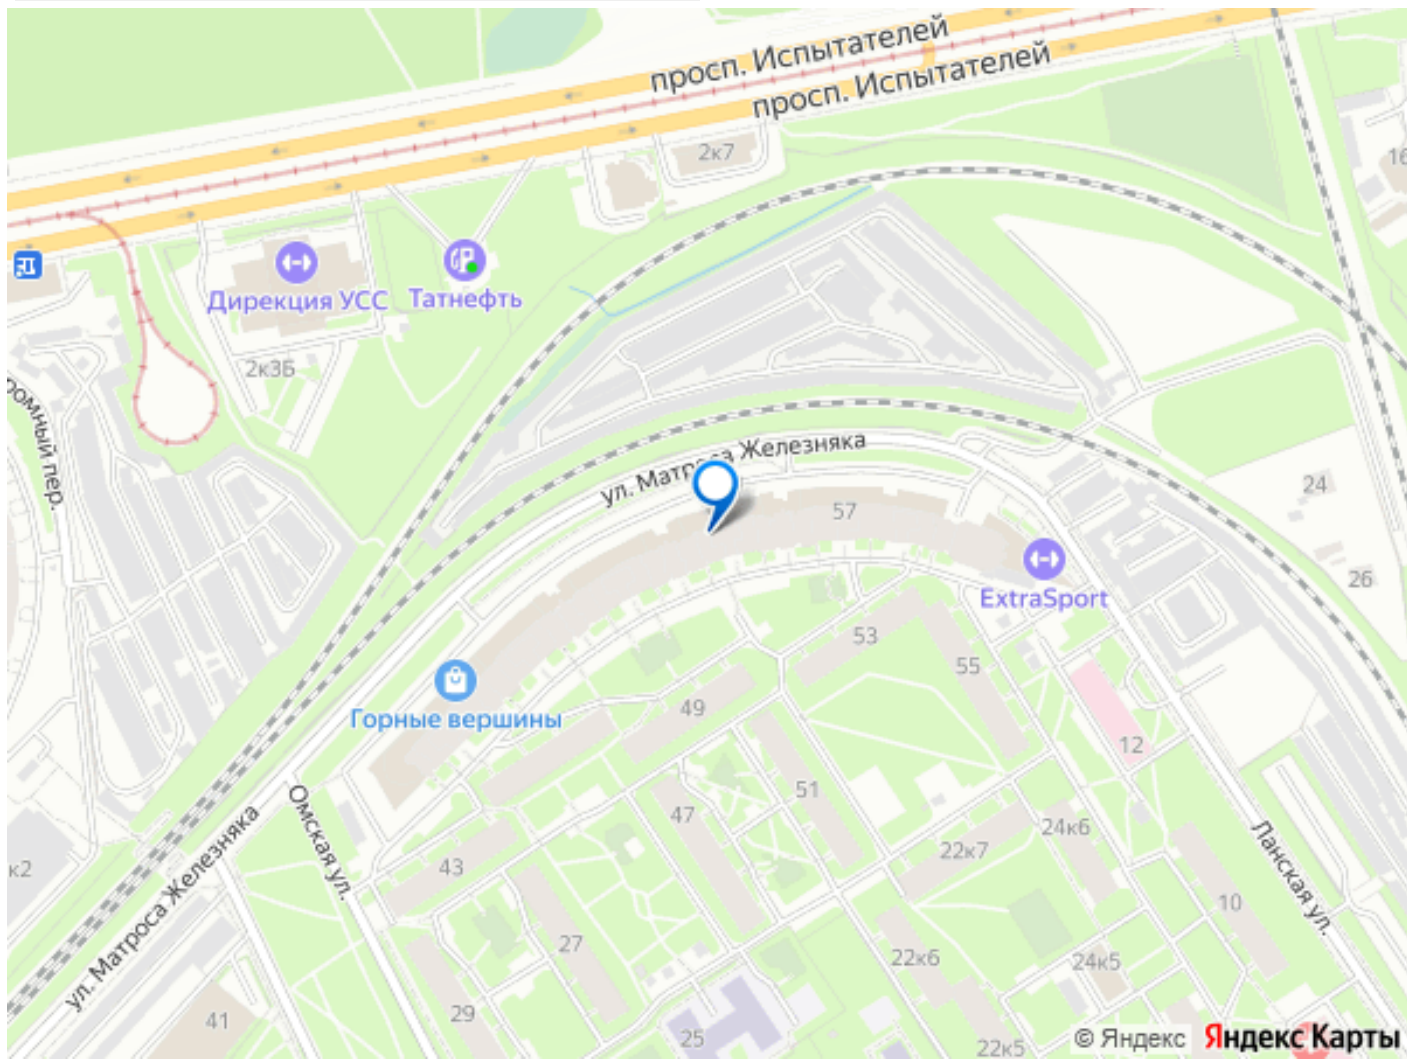 просп. Испытателей
просп. Испытателей
2к7
16
Дирекция УСС
Татнефть
2к3Б
ромный пер.
ул. Матроса Железняка
24
57
26
ExtraSport
53
55
Горные вершины
49
12
51
47
24к6
Омская ул.
22к7
43
к2
Ланская ул.
ул. Матроса Железняка
10
27
22к6
24к5
29
41
25
22к5
© Яндекс
Яндекс Карты